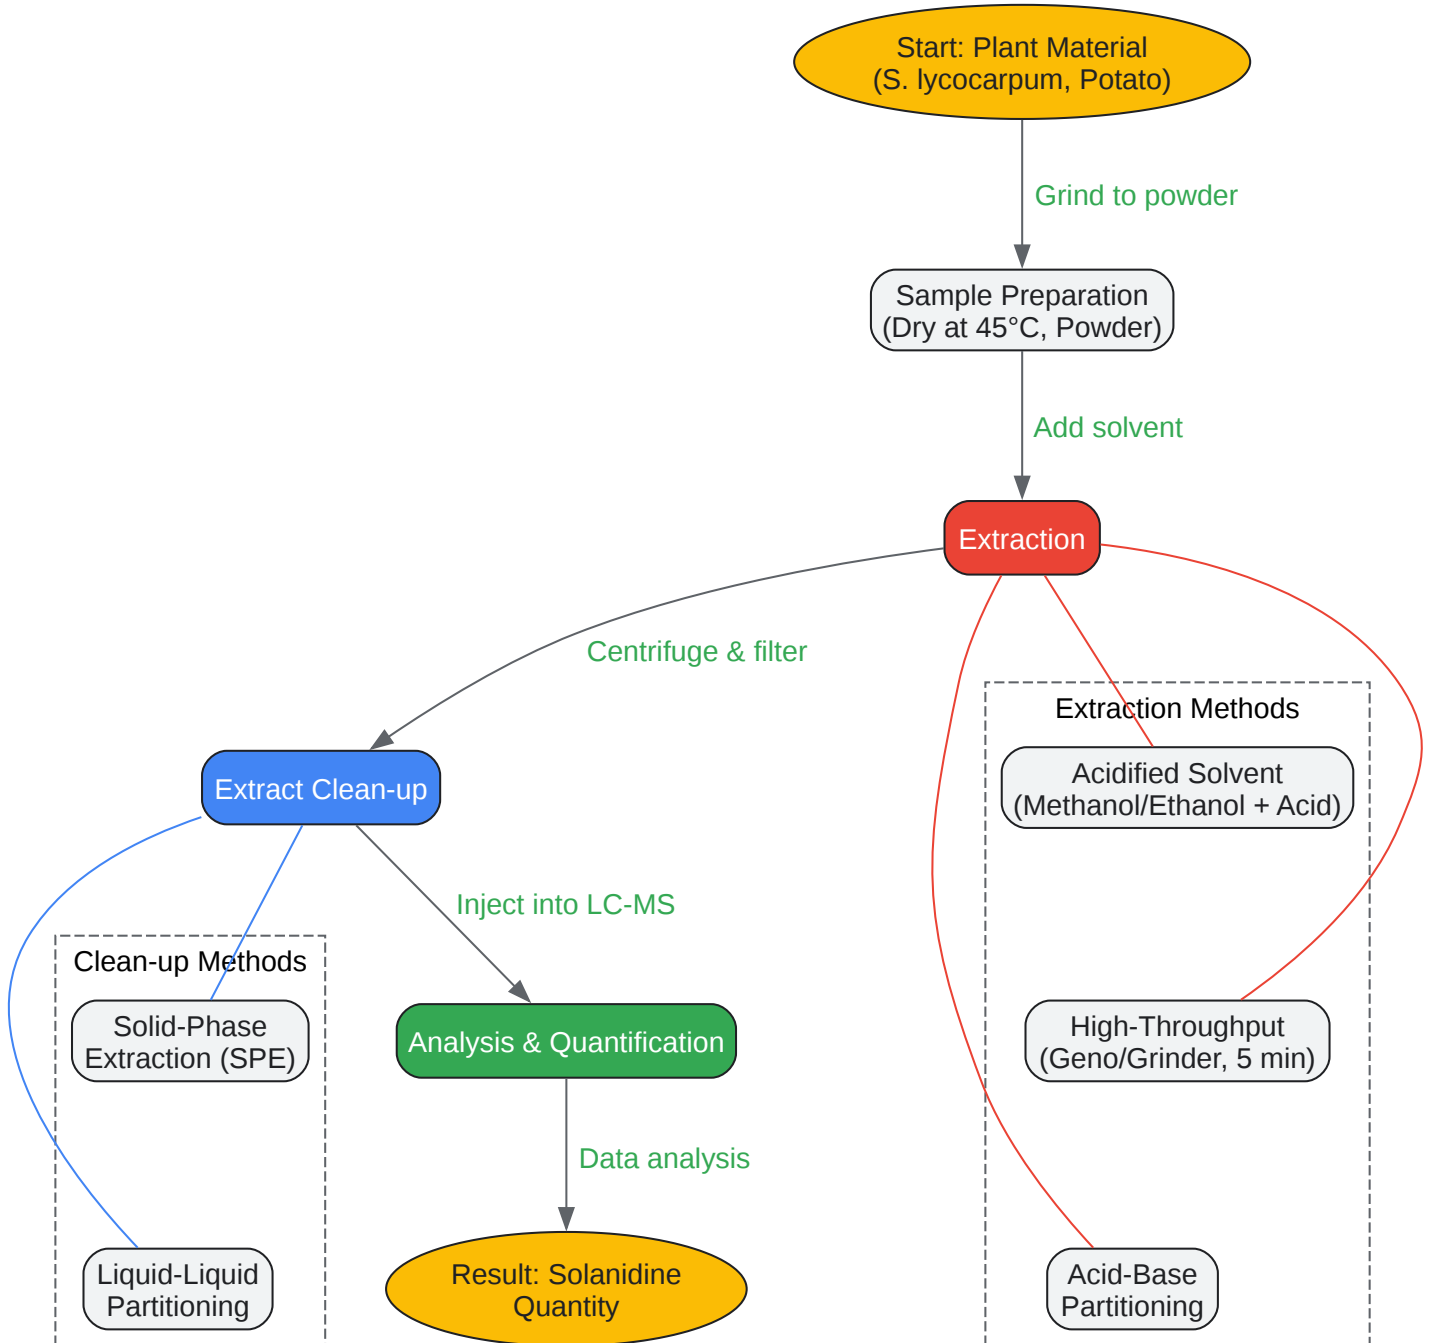 Start: Plant Material
(S. lycocarpum, Potato)
Grind to powder
Sample Preparation
(Dry at 45°C, Powder)
Add solvent
Extraction
Centrifuge & filter
Extraction Methods
Acidified Solvent
(Methanol/Ethanol + Acid)
Extract Clean-up
Inject into LC-MS
Clean-up Methods
Solid-Phase
Extraction (SPE)
Analysis & Quantification
High-Throughput
(Geno/Grinder, 5 min)
Data analysis
Liquid-Liquid
Partitioning
Result: Solanidine
Quantity
Acid-Base
Partitioning